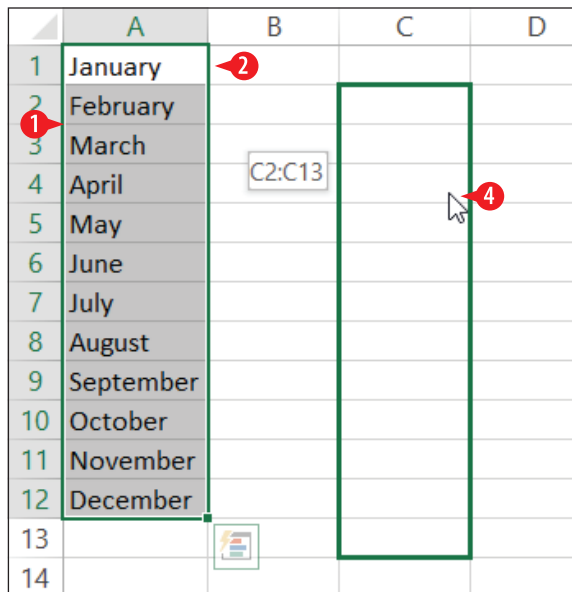 A B C D
1 January 2
2 February
1
3 March
C2:C13
4 April 4
5 May
6 June
7 July
8 August
9 September
10 October
11 November
12 December
13
14